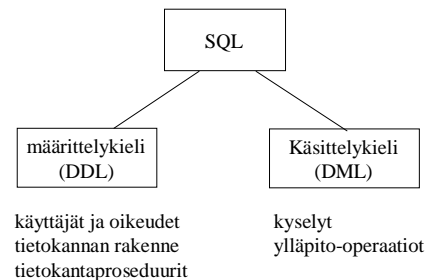 SQL
määrittelykieli
(DDL)
Käsittelykieli
(DML)
käyttäjät ja oikeudet
tietokannan rakenne
tietokantaproseduurit
kyselyt
ylläpito-operaatiot